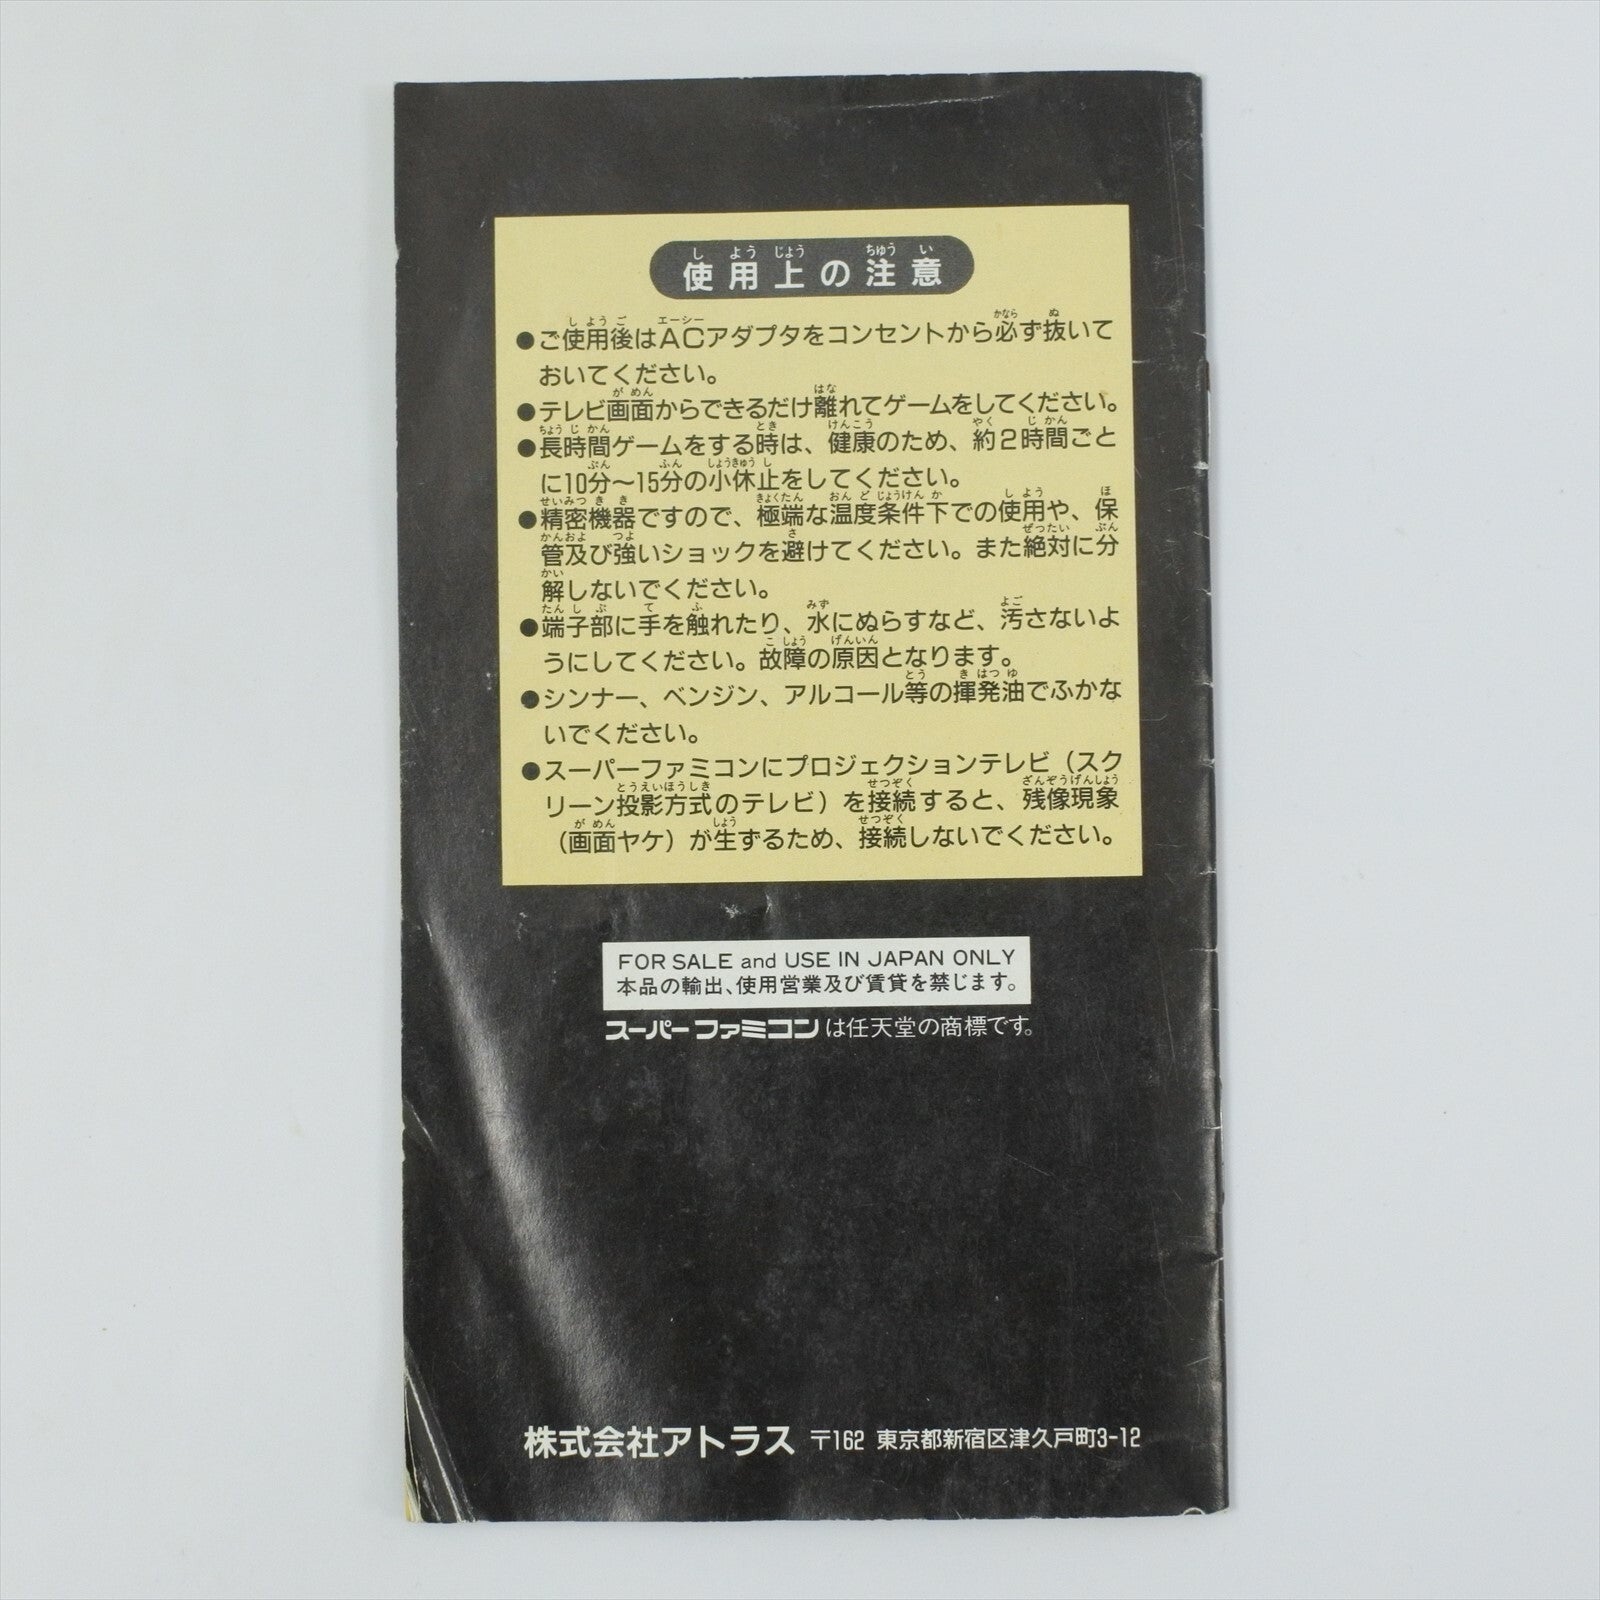 使用上の注意
●ご使用後はACアダプタをコンセントから必ず抜いて
おいてください。
●テレビ画面からできるだけ離れてゲームをしてください。
●長時間ゲームをする時は、健康のため、約2時間ごと
に10分〜15分の小休止をしてください。
●精密機器ですので、極端な温度条件下での使用や、保
管及び強いショックを避けてください。また絶対に分
解しないでください。
●端子部に手を触れたり、水にぬらすなど、汚さないよ
うにしてください。故障の原因となります。
●シンナー、ベンジン、アルコール等の揮発油でふかな
いでください。
●スーパーファミコンにプロジェクションテレビ（スク
リーン投影方式のテレビ）を接続すると、残像現象
（画面ヤケ）が生ずるため、接続しないでください。
FOR SALE and USE IN JAPAN ONLY
本品の輸出、使用営業及び賃貸を禁じます。
スーパーファミコンは任天堂の商標です。
株式会社アトラス 〒162 東京都新宿区津久戸町3-12